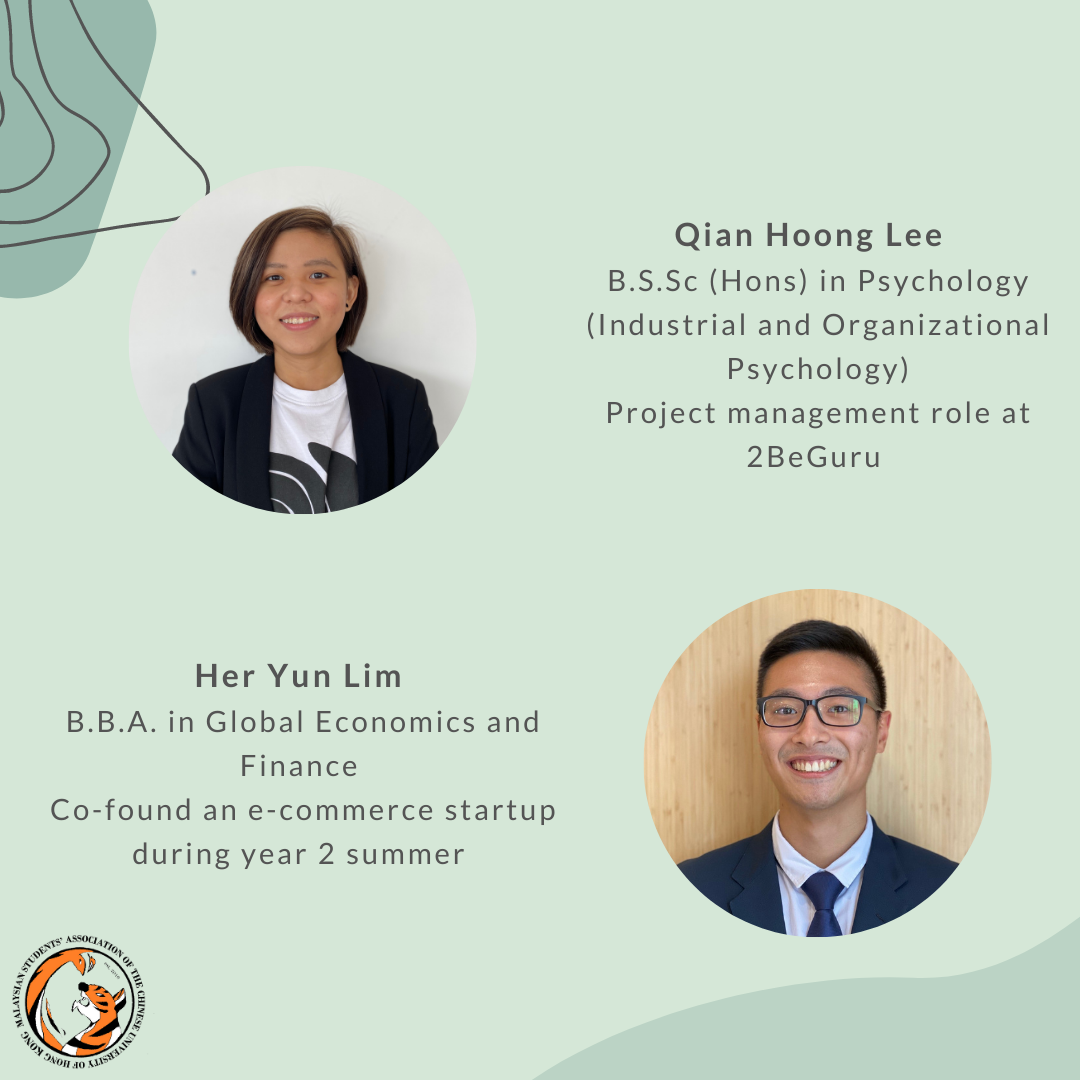 Qian Hoong Lee
B.S.Sc (Hons) in Psychology
(Industrial and Organizational
Psychology)
Project management role at
2BeGuru
Her Yun Lim
B.B.A. in Global Economics and
Finance
Co-found an e-commerce startup
during year 2 summer
MALAYSIAN STUDENTS' ASSOCIATION OF THE CHINESE UNIVERSITY OF HONG KONG